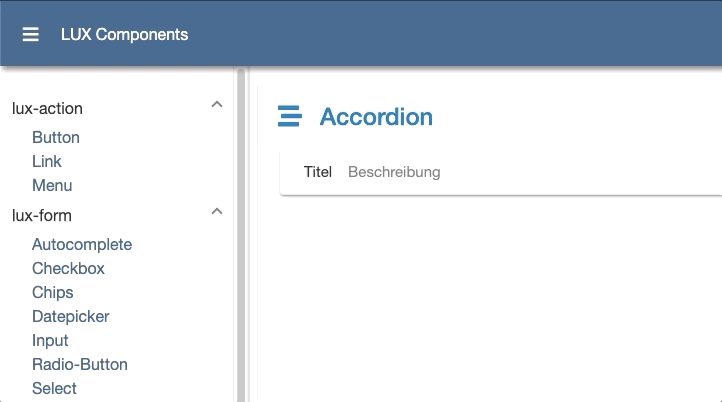 LUX Components
lux-action
Button
Link
Menu
lux-form
Autocomplete
Checkbox
Chips
Datepicker
Input
Radio-Button
Select
Accordion
Titel Beschreibung